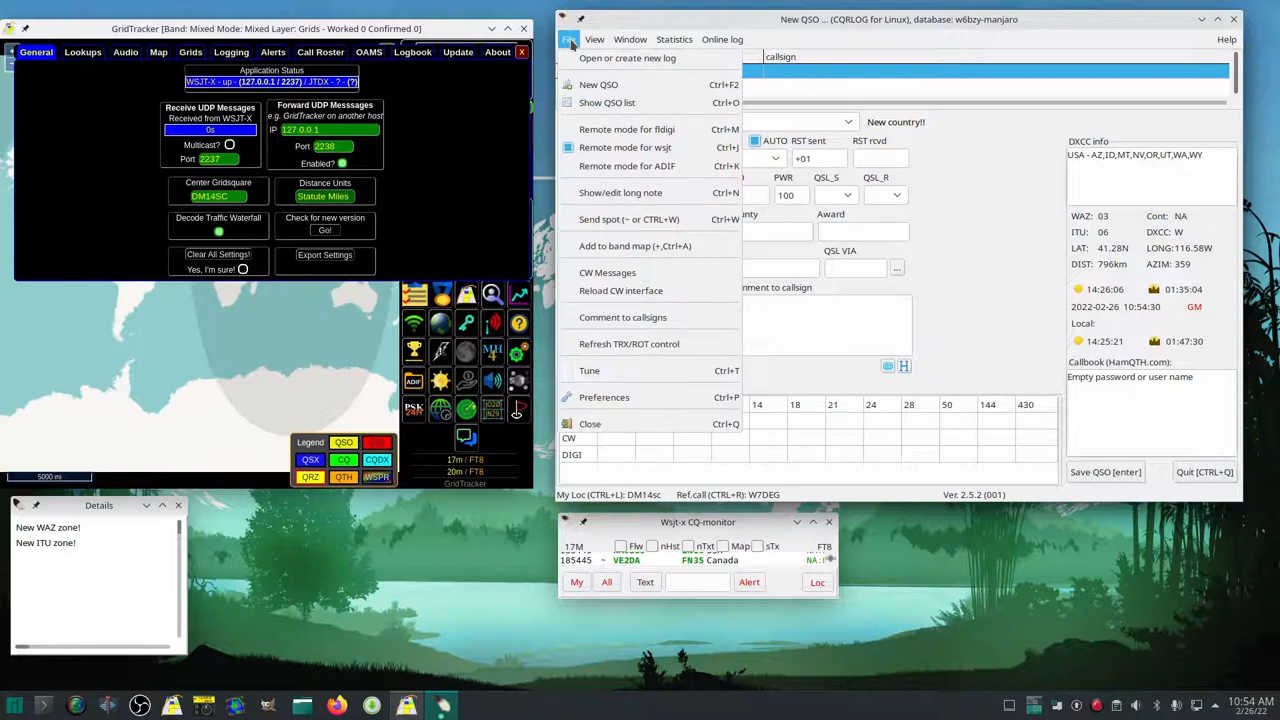 GridTracker [Band: Mixed Mode: Mixed Layer: Grids - Worked 0 Confirmed 0]
General Lookups Audio Map Grids Logging Alerts Call Roster OAMS Logbook Update About X
Application Status
WSJT-X - up - (127.0.0.1 / 2237) / JTDX - ? - (?)
Receive UDP Messages
Received from WSJT-X
0s
Multicast?
Port 2237
Forward UDP Messsages
e.g. GridTracker on another host
IP 127.0.0.1
Port 2238
Enabled?
Center Gridsquare
DM14SC
Distance Units
Statute Miles
Decode Traffic Waterfall
Check for new version
Go!
Clear All Settings!
Yes, I'm sure!
Export Settings
MH
4
ADIF
PSK
24H
JO20
JN29
Legend QSO
QSX CQ CQDX
QRZ QTH WSPR
17m / FT8
20m / FT8
GridTracker
5000 mi
Details
New WAZ zone!
New ITU zone!
New QSO ... (CQRLOG for Linux), database: w6bzy-manjaro
File View Window Statistics Online log Help
Open or create new log
New QSO Ctrl+F2
Show QSO list Ctrl+O
Remote mode for fldigi Ctrl+M
Remote mode for wsjt Ctrl+J
Remote mode for ADIF Ctrl+K
Show/edit long note Ctrl+N
Send spot (~ or CTRL+W) Ctrl+W
Add to band map (+,Ctrl+A)
CW Messages
Reload CW interface
Comment to callsigns
Refresh TRX/ROT control
Tune Ctrl+T
Preferences Ctrl+P
Close Ctrl+Q
callsign
New country!!
AUTO RST sent RST rcvd
+01
PWR QSL_S QSL_R
100
Award
QSL VIA
...
H
14 18 21 24 28 50 144 430
CW
DIGI
DXCC info
USA - AZ,ID,MT,NV,OR,UT,WA,WY
WAZ: 03 Cont: NA
ITU: 06 DXCC: W
LAT: 41.28N LONG: 116.58W
DIST: 796km AZIM: 359
14:26:06 01:35:04
2022-02-26 10:54:30 GM
Local:
14:25:21 01:47:30
Callbook (HamQTH.com):
Empty password or user name
Save QSO [enter] Quit [CTRL+Q]
My Loc (CTRL+L): DM14sc Ref.call (CTRL+R): W7DEG Ver. 2.5.2 (001)
Wsjt-x CQ-monitor
17M Flw nHst nTxt Map sTx FT8
185445 ~ VE2DA FN35 Canada
My All Text Alert Loc
10:54 AM
2/26/22